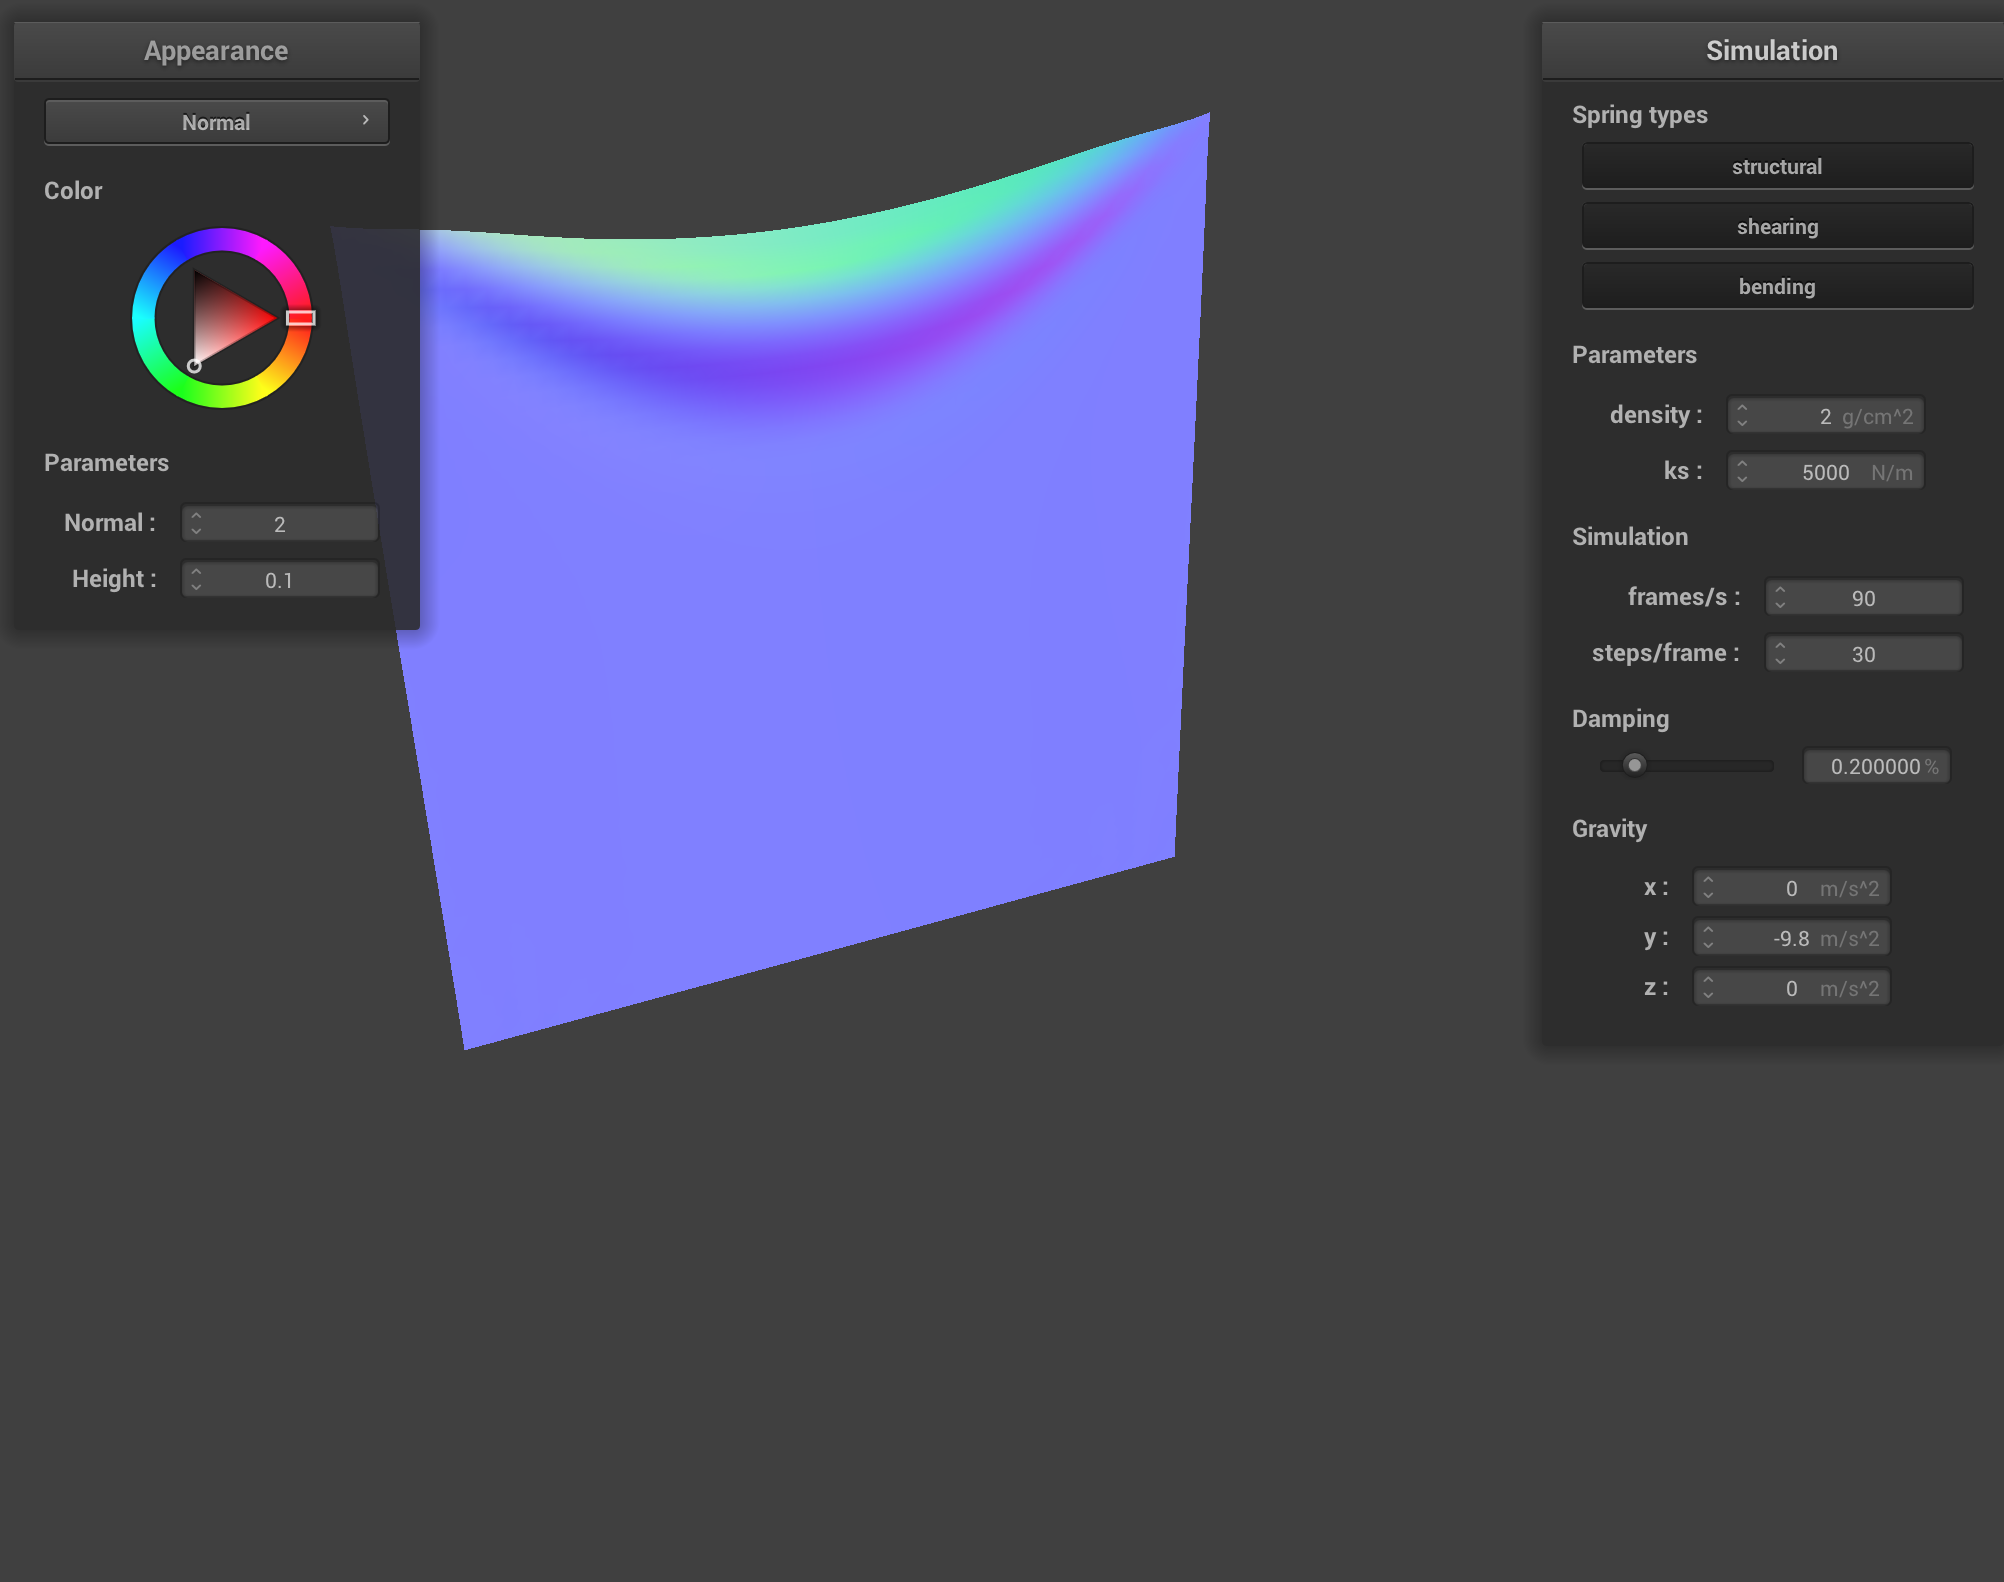 Appearance
Normal
Color
Parameters
Normal : 2
Height : 0.1
Simulation
Spring types
structural
shearing
bending
Parameters
density : 2 g/cm^2
ks : 5000 N/m
Simulation
frames/s : 90
steps/frame : 30
Damping
0.200000 %
Gravity
x : 0 m/s^2
y : -9.8 m/s^2
z : 0 m/s^2